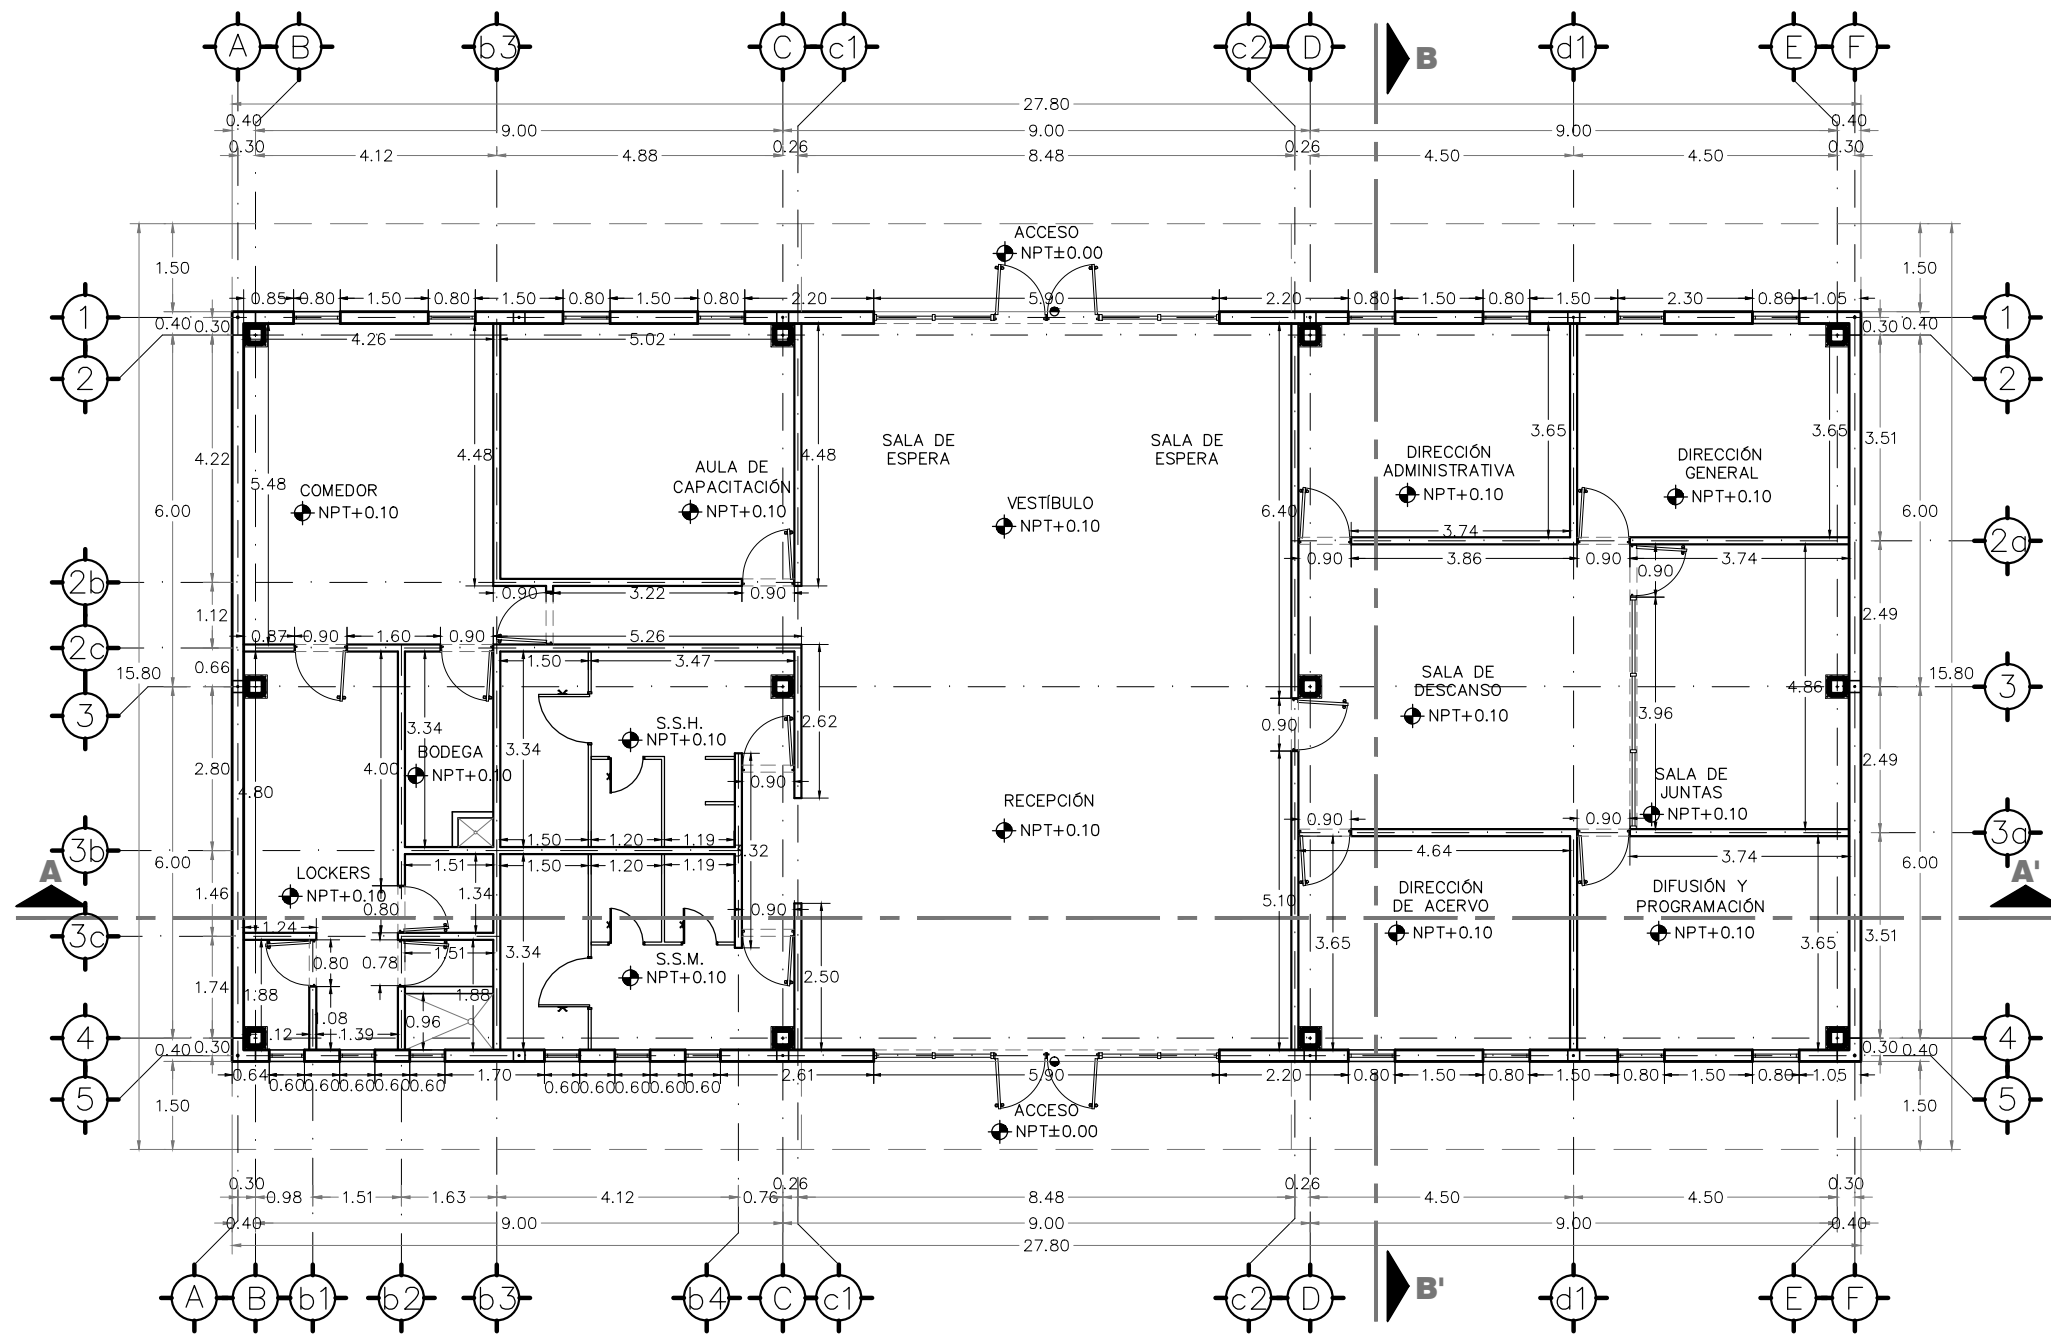 A B b3 C c1 c2 D d1 E F
B
27.80
0.40 9.00 9.00 9.00 0.40
0.30 4.12 4.88 0.26 8.48 0.26 4.50 4.50 0.30
ACCESO
NPT±0.00
1.50 1.50
0.85 0.80 1.50 0.80 1.50 0.80 1.50 0.80 2.20 5.90 2.20 0.80 1.50 0.80 1.50 2.30 0.80 1.05
1 0.40 0.30 0.30 0.40 1
4.26 5.02
2 2
4.22 4.48 4.48 3.65 3.65 3.51
SALA DE
ESPERA
SALA DE
ESPERA
5.48
COMEDOR
NPT+0.10
AULA DE
CAPACITACIÓN
NPT+0.10
VESTÍBULO
NPT+0.10
DIRECCIÓN
ADMINISTRATIVA
NPT+0.10
DIRECCIÓN
GENERAL
NPT+0.10
6.00 6.40 6.00
3.74
2a
0.90 3.86 0.90 3.74
0.90
2b
0.90 3.22 0.90
1.12 2.49
0.87 0.90 1.60 0.90 5.26
2c
0.66 1.50 3.47
15.80 15.80
3 3
4.86
SALA DE
DESCANSO
NPT+0.10
3.96
2.62
0.90
S.S.H.
NPT+0.10
3.34 3.34
BODEGA
NPT+0.10
2.80 4.00 4.80 0.90 2.49
SALA DE
JUNTAS
NPT+0.10
RECEPCIÓN
NPT+0.10
0.90 0.90
3b 3a
1.50 1.20 1.19 .32
1.51 1.50 1.20 1.19 4.64 3.74
6.00 6.00
A A'
LOCKERS
NPT+0.10
1.46 1.34 0.80 0.90 5.10
DIRECCIÓN
DE ACERVO
NPT+0.10
DIFUSIÓN Y
PROGRAMACIÓN
NPT+0.10
1.24
3c
3.51
3.65 3.65
1.51 3.34
0.80 0.78
S.S.M.
NPT+0.10
2.50
1.74 1.88 1.88
1.08 0.96
.12 1.39
4 4
0.40 0.30 0.30 0.40
0.64 1.70 2.61 5.90 2.20 0.80 1.50 0.80 1.50 0.80 1.50 0.80 1.05
0.60 0.60 0.60 0.60 0.60 0.60 0.60 0.60 0.60 0.60
5 5
1.50 1.50
ACCESO
NPT±0.00
0.30 0.98 1.51 1.63 4.12 0.76 0.26 8.48 0.26 4.50 4.50 0.30
0.40 9.00 9.00 9.00 0.40
27.80
B'
A B b1 b2 b3 b4 C c1 c2 D d1 E F